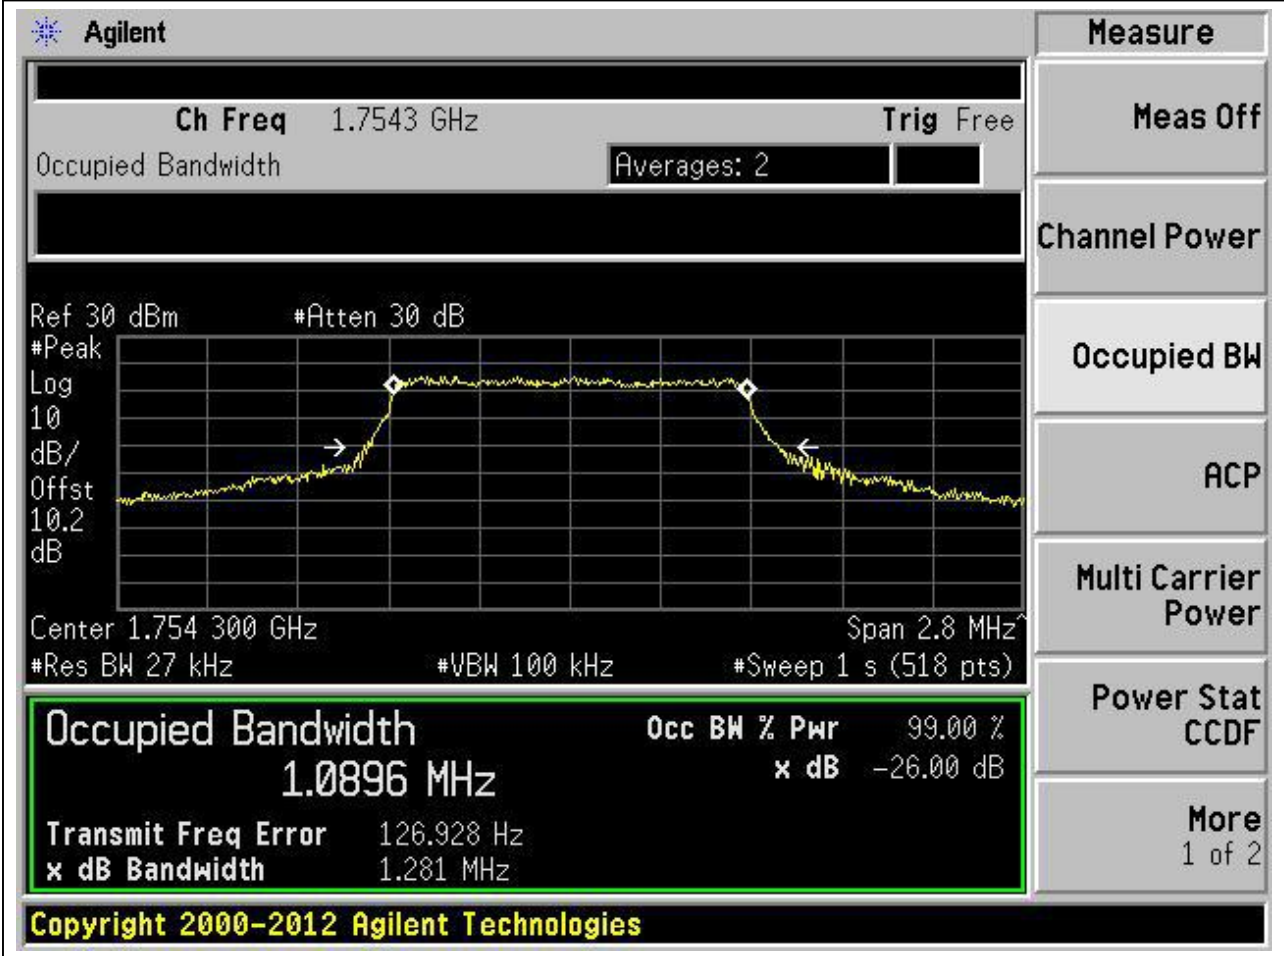 Agilent
Measure
Ch Freq 1.7543 GHz Trig Free
Meas Off
Occupied Bandwidth Averages: 2
Channel Power
Ref 30 dBm #Atten 30 dB
#Peak
Log
10
dB/
Offst
10.2
dB
Occupied BW
ACP
Center 1.754 300 GHz Span 2.8 MHz^
#Res BW 27 kHz #VBW 100 kHz #Sweep 1 s (518 pts)
Multi Carrier
Power
Occupied Bandwidth Occ BW % Pwr 99.00 %
1.0896 MHz x dB -26.00 dB
Transmit Freq Error 126.928 Hz
x dB Bandwidth 1.281 MHz
Power Stat
CCDF
More
1 of 2
Copyright 2000-2012 Agilent Technologies